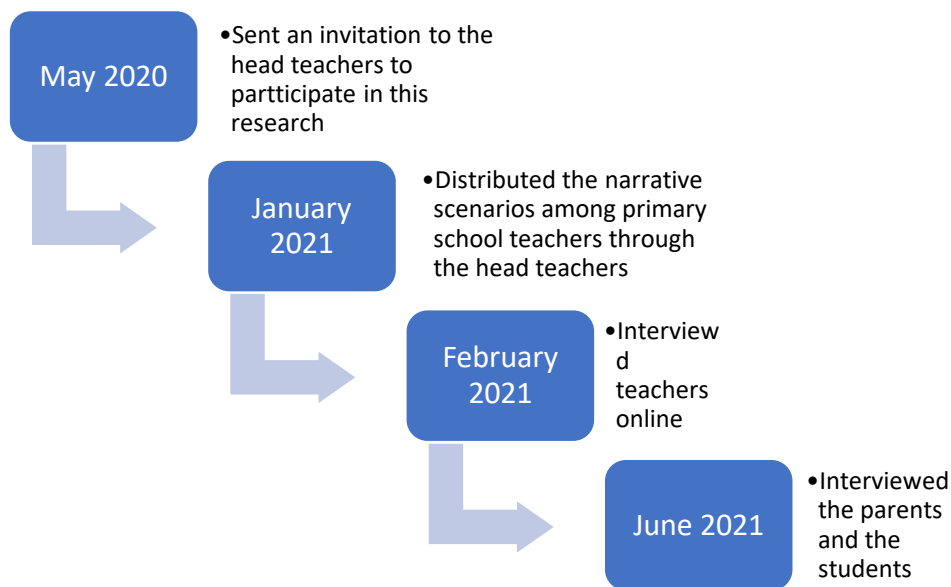 May 2020
•Sent an invitation to the
head teachers to
partticipate in this
research
January
2021
•Distributed the narrative
scenarios among primary
school teachers through
the head teachers
February
2021
•Interview
d
teachers
online
June 2021
•Interviewed
the parents
and the
students